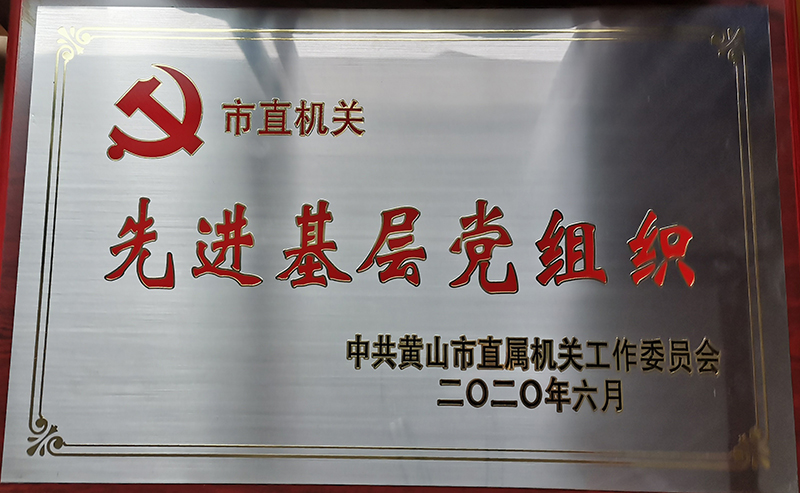 市直机关
先进基层党组织
中共黄山市直属机关工作委员会
二〇二〇年六月